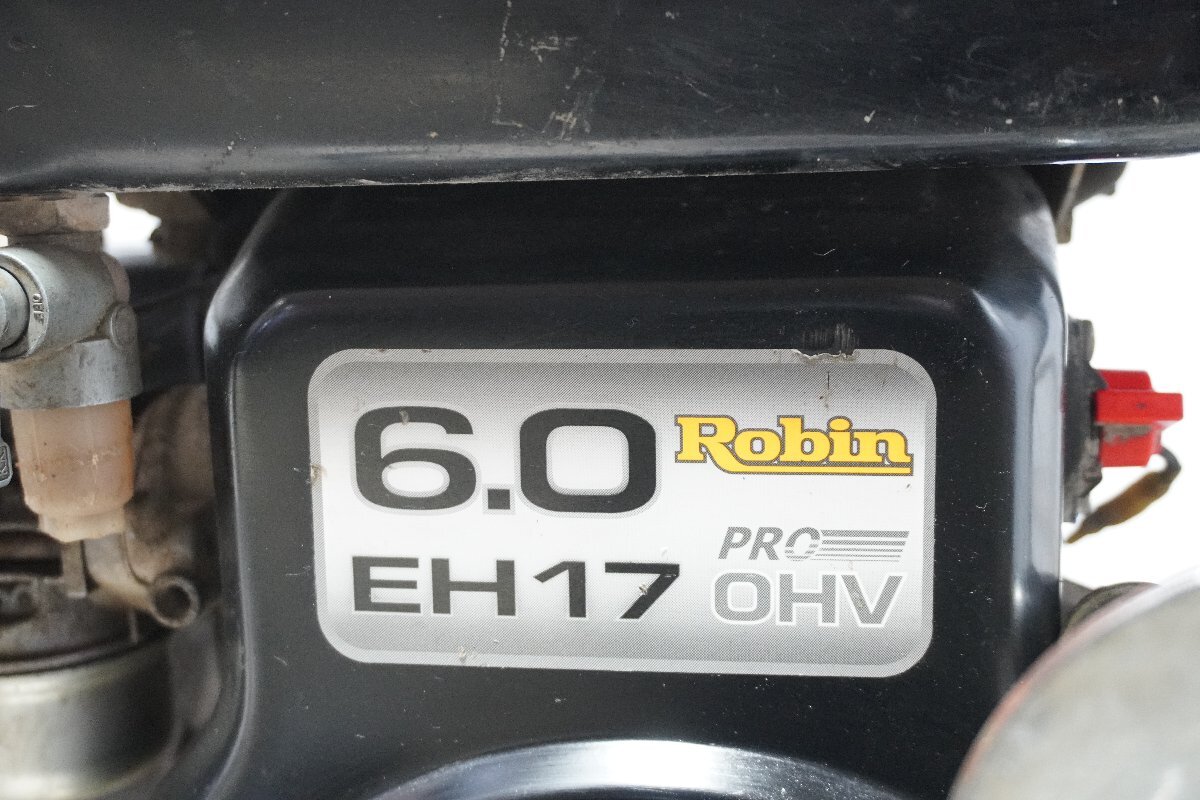 6.0 Robin
PRO
EH17 OHV